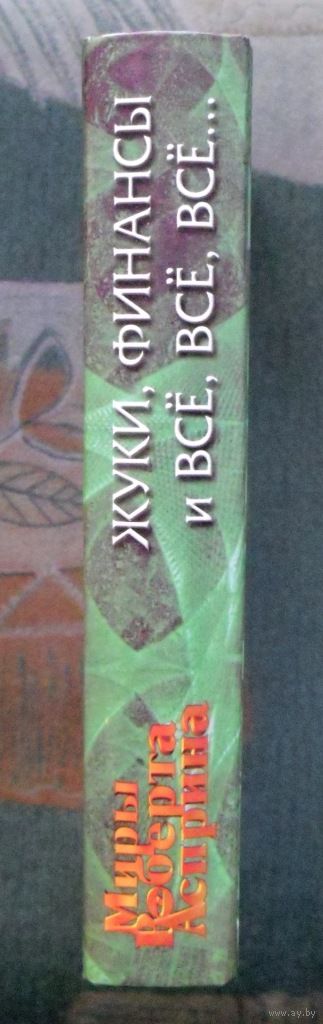 Миры
Роберта
Асприна
ЖУКИ, ФИНАНСЫ
и ВСЁ, ВСЁ, ВСЁ...
www.ay.by